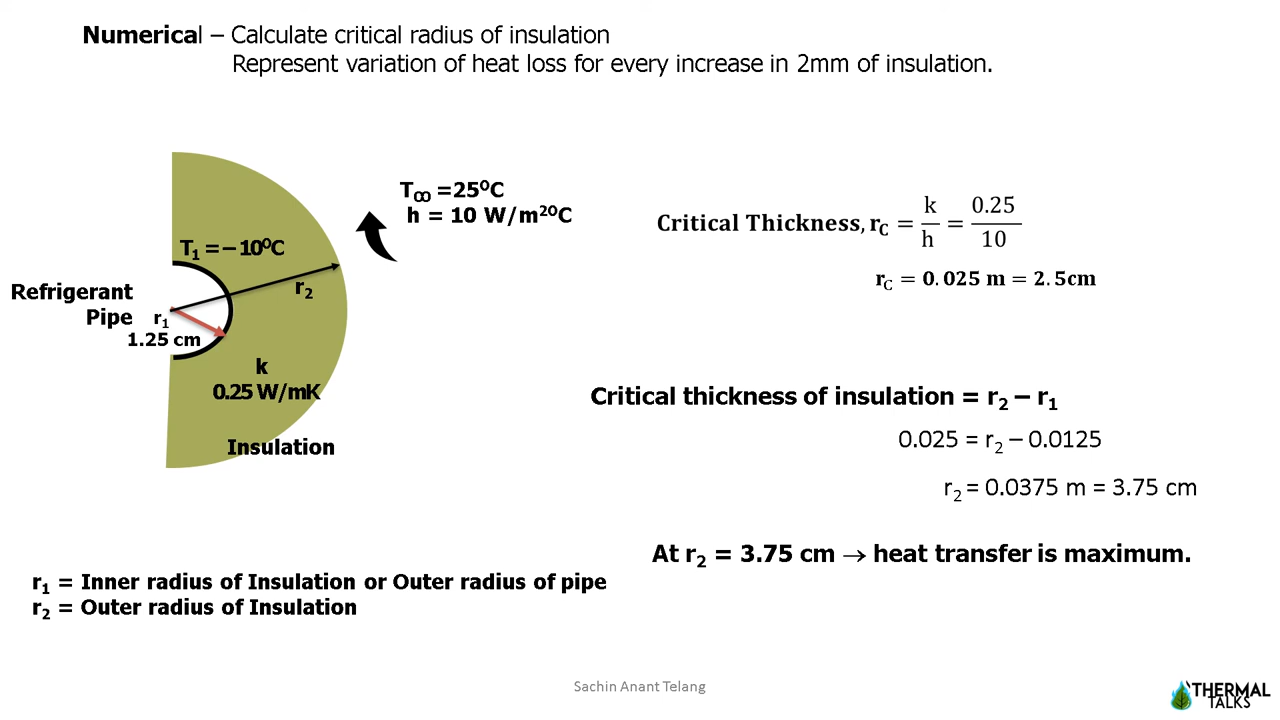 Numerical – Calculate critical radius of insulation
Represent variation of heat loss for every increase in 2mm of insulation.
T∞ =25⁰C
h = 10 W/m²⁰C
T₁ = – 10⁰C
r₂
Refrigerant
Pipe
r₁
1.25 cm
k
0.25 W/mK
Insulation
r₁ = Inner radius of Insulation or Outer radius of pipe
r₂ = Outer radius of Insulation
Critical Thickness, r_C = k/h = 0.25/10
r_C = 0.025 m = 2.5cm
Critical thickness of insulation = r₂ – r₁
0.025 = r₂ – 0.0125
r₂ = 0.0375 m = 3.75 cm
At r₂ = 3.75 cm → heat transfer is maximum.
Sachin Anant Telang
THERMAL
TALKS